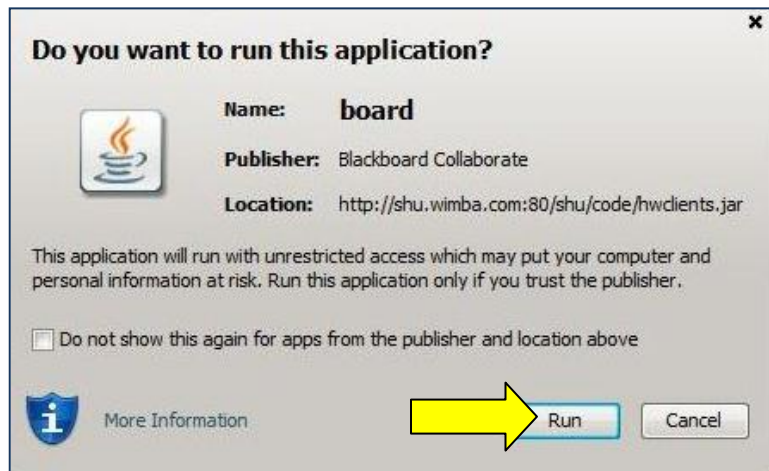 Do you want to run this application?
Name: board
Publisher: Blackboard Collaborate
Location: http://shu.wimba.com:80/shu/code/hwclients.jar
This application will run with unrestricted access which may put your computer and
personal information at risk. Run this application only if you trust the publisher.
Do not show this again for apps from the publisher and location above
More Information
Run
Cancel